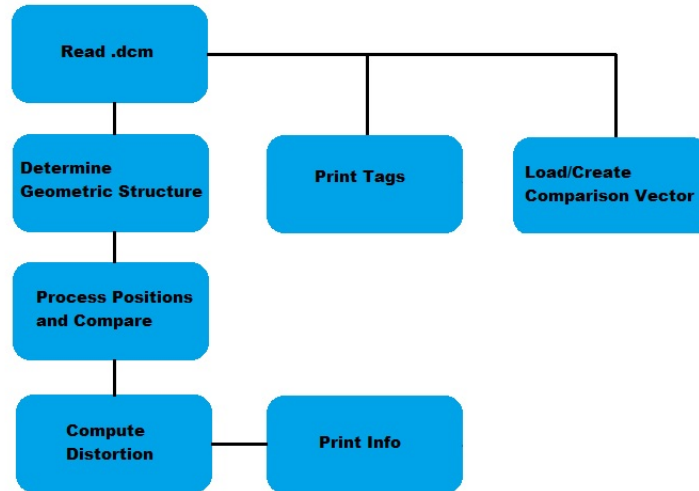 Read .dcm
Determine
Geometric Structure
Print Tags
Load/Create
Comparison Vector
Process Positions
and Compare
Compute
Distortion
Print Info